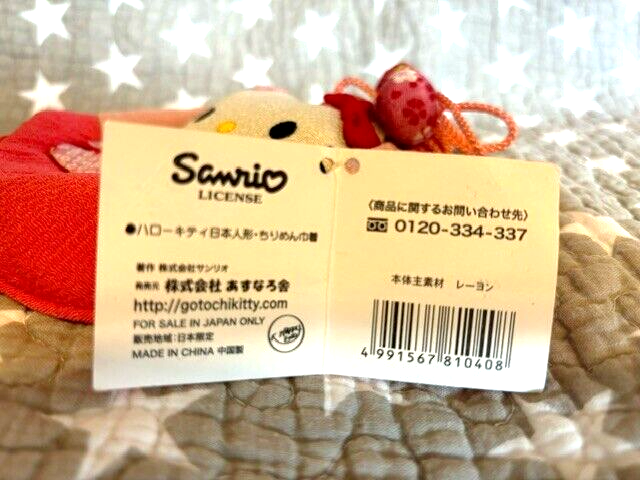 Sanrio
LICENSE
●ハローキティ日本人形・ちりめん巾着
著作 株式会社サンリオ
発売元 株式会社 あすなろ舎
http://gotochikitty.com
FOR SALE IN JAPAN ONLY
販売地域:日本限定
MADE IN CHINA 中国製
〈商品に関するお問い合わせ先〉
0120-334-337
本体主素材 レーヨン
4 991567 810408